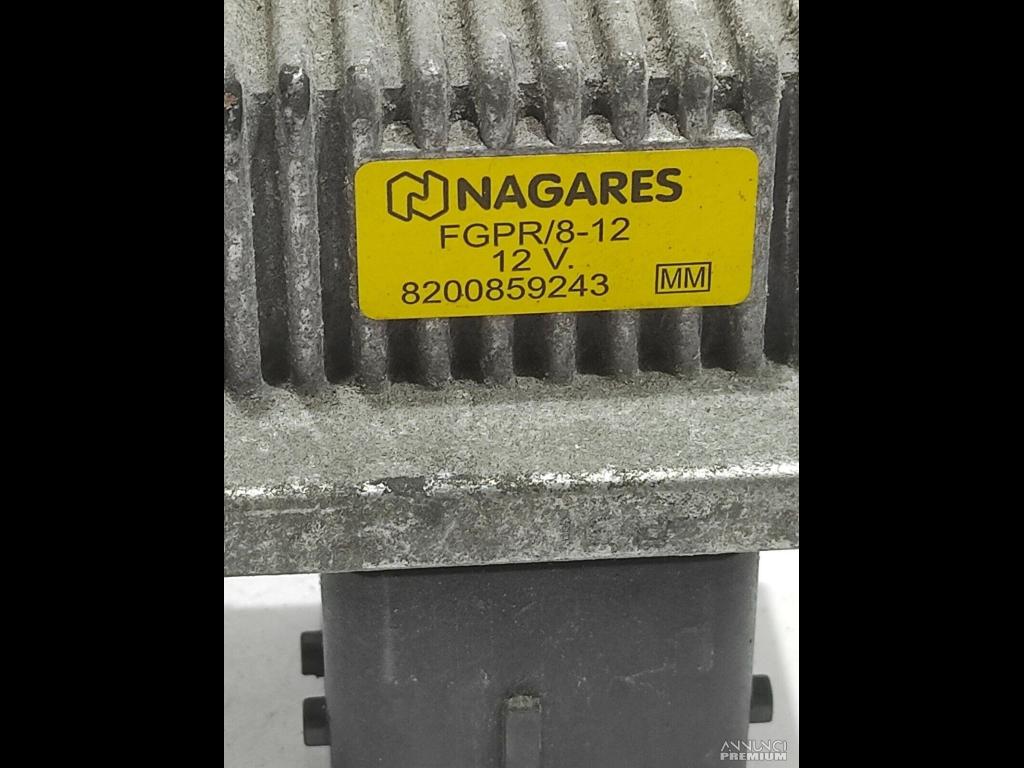 NAGARES
FGPR/8-12
12 V.
8200859243 MM
ANNUNCI
PREMIUM